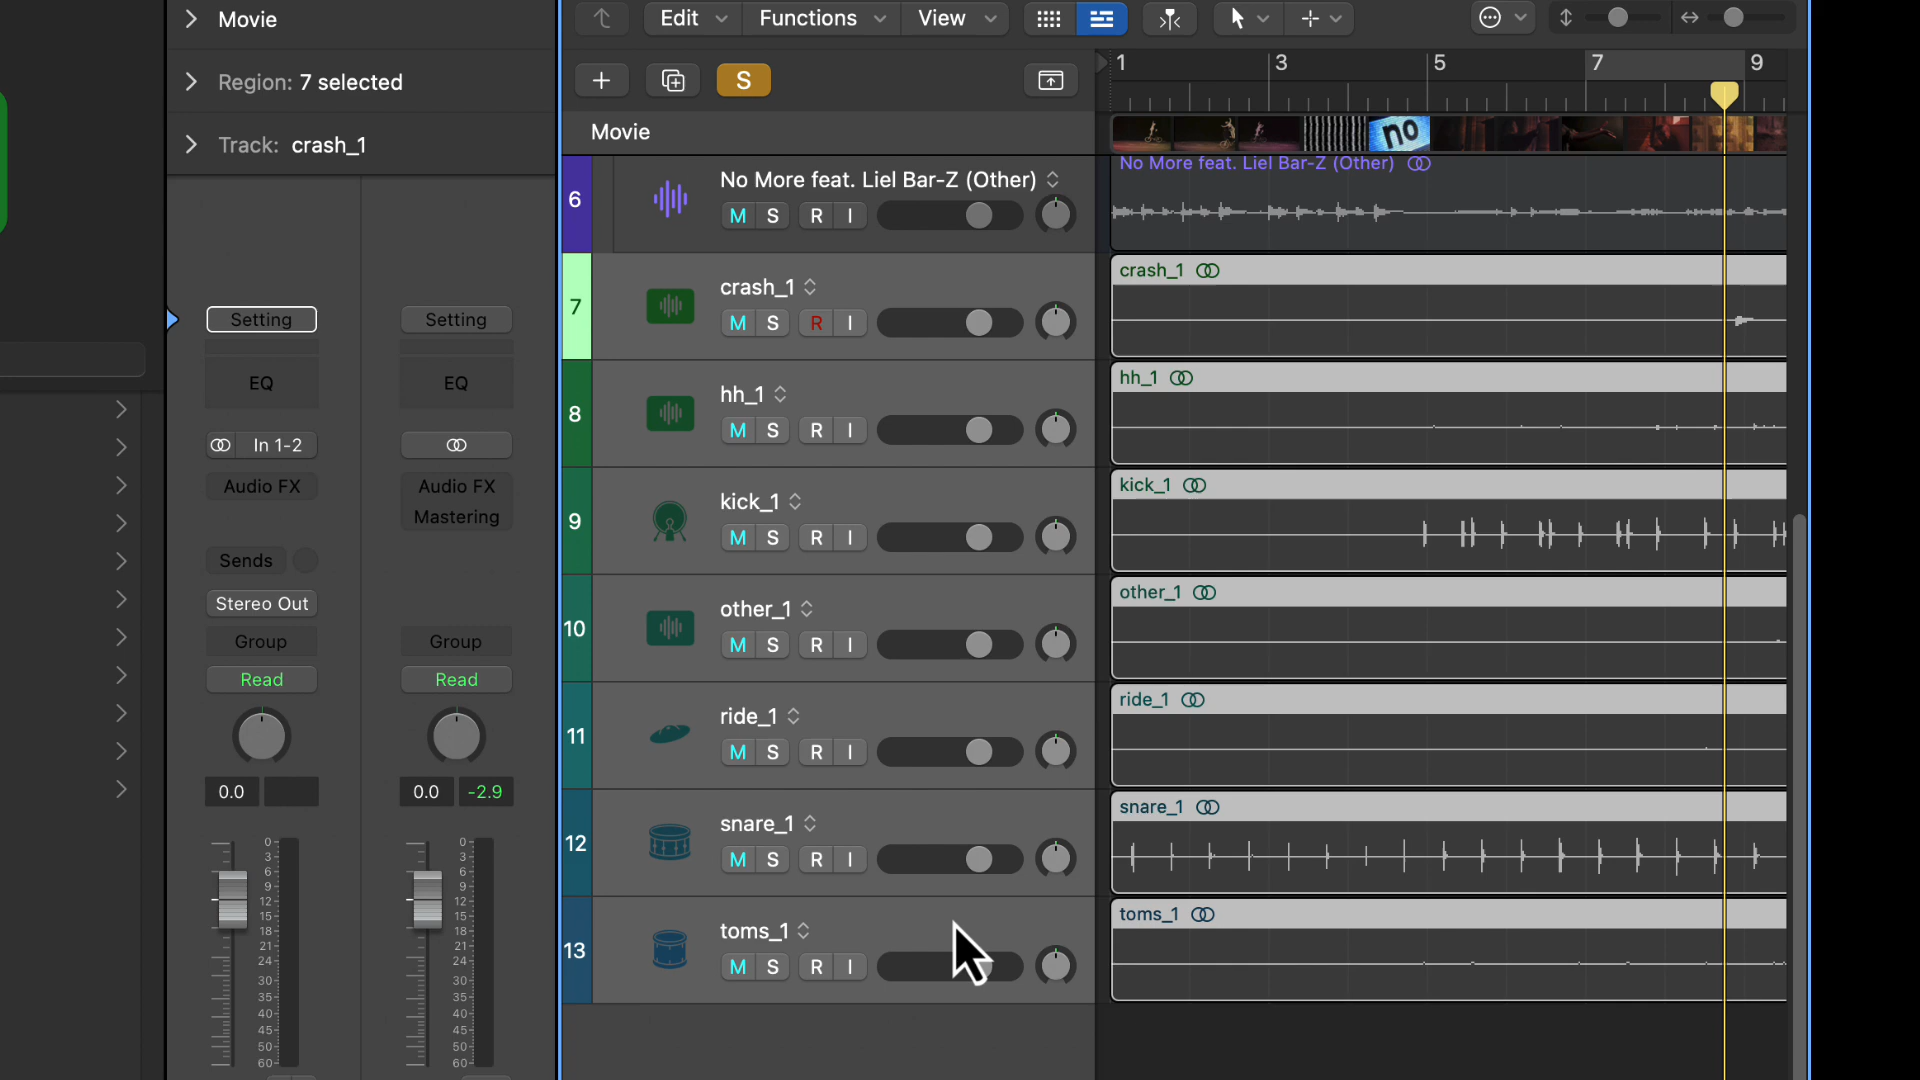 Movie
Region: 7 selected
Track: crash_1
Edit Functions View
S
1 3 5 7 9
Movie
no
6 No More feat. Liel Bar-Z (Other)
M S R I
No More feat. Liel Bar-Z (Other)
7 crash_1
M S R I
crash_1
8 hh_1
M S R I
hh_1
9 kick_1
M S R I
kick_1
10 other_1
M S R I
other_1
11 ride_1
M S R I
ride_1
12 snare_1
M S R I
snare_1
13 toms_1
M S R I
toms_1
Setting Setting
EQ EQ
In 1-2
Audio FX Audio FX
Mastering
Sends
Stereo Out
Group Group
Read Read
0.0 0.0 -2.9
0 0
3 3
6 6
9 9
12 12
15 15
18 18
21 21
24 24
30 30
35 35
40 40
45 45
50 50
60 60